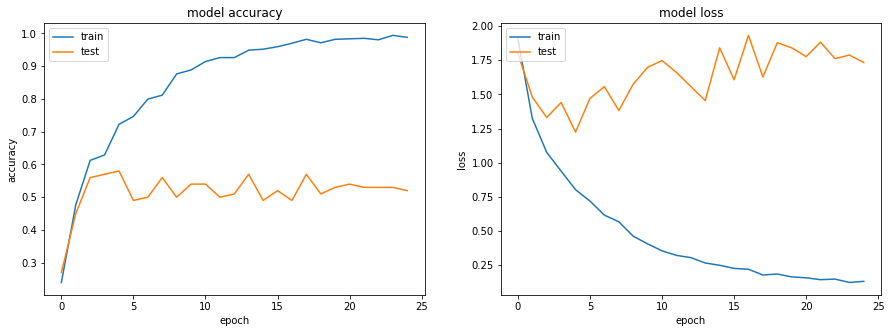 model accuracy
train
test
1.0
0.9
0.8
0.7
0.6
0.5
0.4
0.3
accuracy
0 5 10 15 20 25
epoch
model loss
train
test
2.00
1.75
1.50
1.25
1.00
0.75
0.50
0.25
loss
0 5 10 15 20 25
epoch